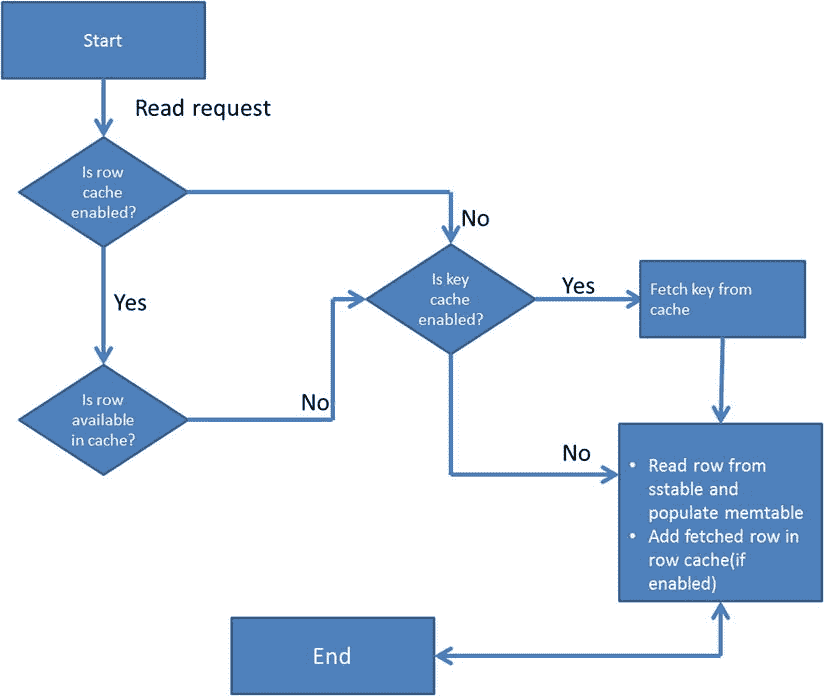 Start
Read request
Is row
cache
enabled?
No
Is key
cache
enabled?
Yes
Fetch key from
cache
Yes
Is row
available
in cache?
No
No
• Read row from
sstable and
populate memtable
• Add fetched row in
row cache(if
enabled)
End